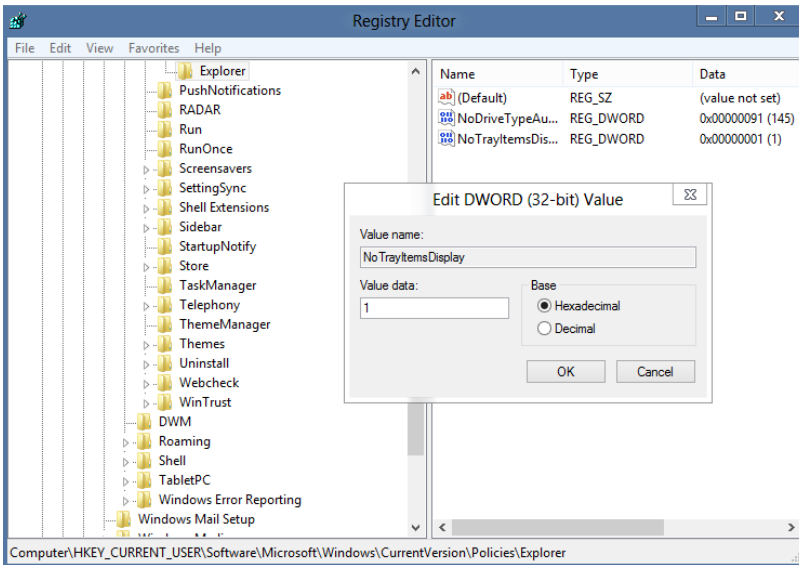 Registry Editor
File Edit View Favorites Help
Explorer
PushNotifications
RADAR
Run
RunOnce
Screensavers
SettingSync
Shell Extensions
Sidebar
StartupNotify
Store
TaskManager
Telephony
ThemeManager
Themes
Uninstall
Webcheck
WinTrust
DWM
Roaming
Shell
TabletPC
Windows Error Reporting
Windows Mail Setup
Name Type Data
ab (Default) REG_SZ (value not set)
NoDriveTypeAu... REG_DWORD 0x00000091 (145)
NoTrayItemsDis... REG_DWORD 0x00000001 (1)
Edit DWORD (32-bit) Value
Value name:
NoTrayItemsDisplay
Value data:
1
Base
Hexadecimal
Decimal
OK Cancel
Computer\HKEY_CURRENT_USER\Software\Microsoft\Windows\CurrentVersion\Policies\Explorer